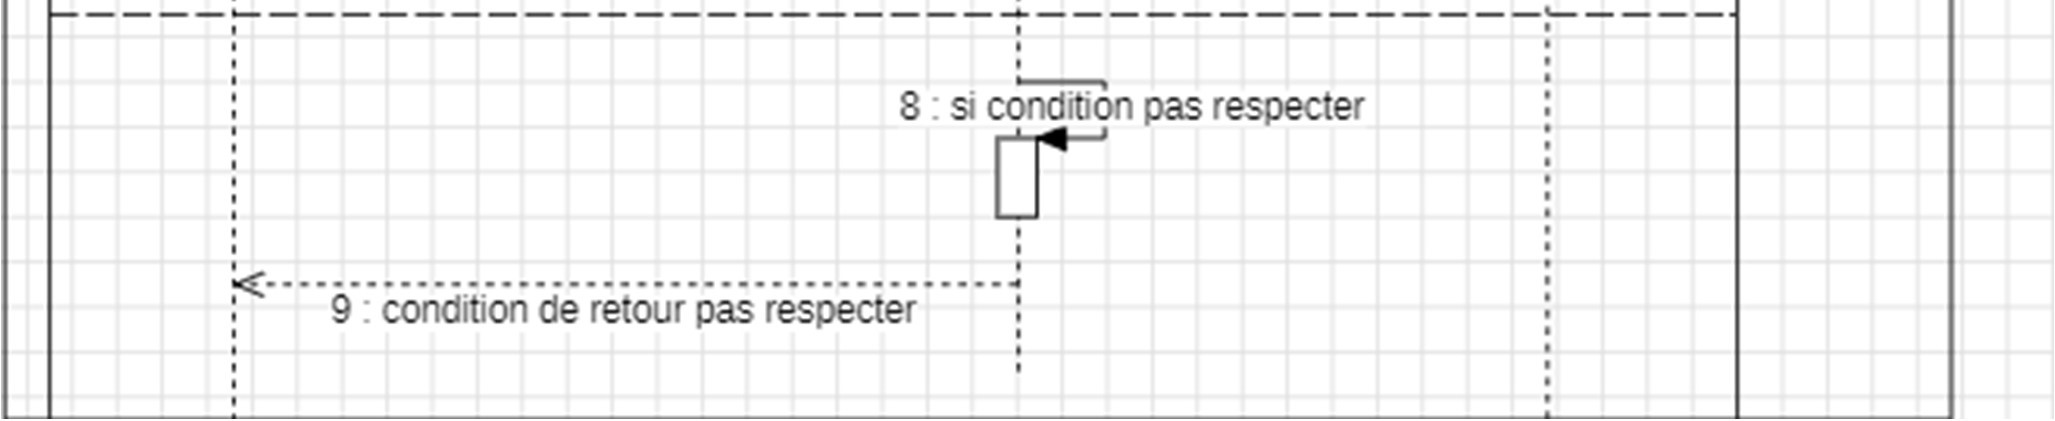 8 : si condition pas respecter
9 : condition de retour pas respecter